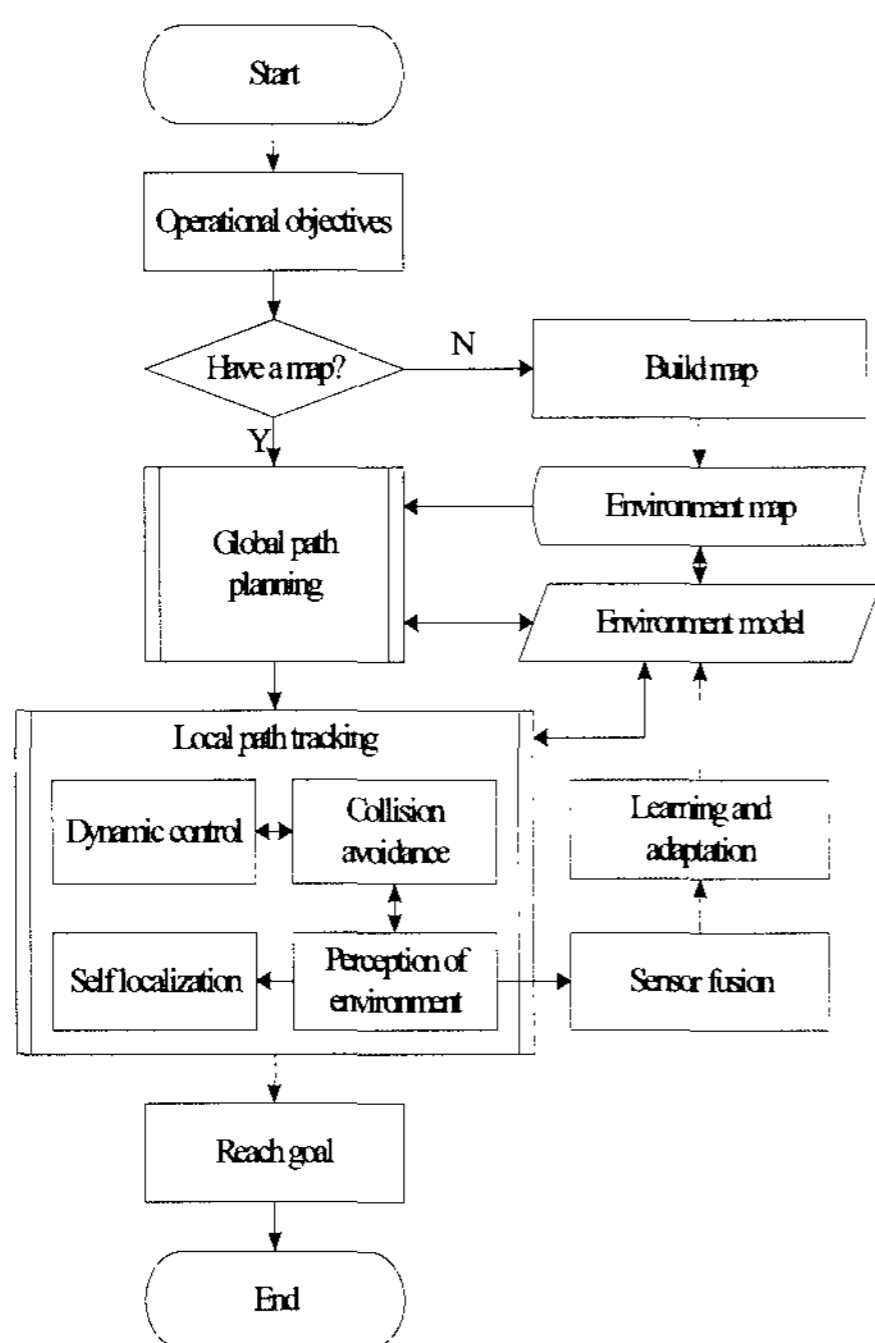 Start
Operational objectives
Have a map?
N
Build map
Y
Global path
planning
Environment map
Environment model
Local path tracking
Dynamic control
Collision
avoidance
Learning and
adaptation
Self localization
Perception of
environment
Sensor fusion
Reach goal
End